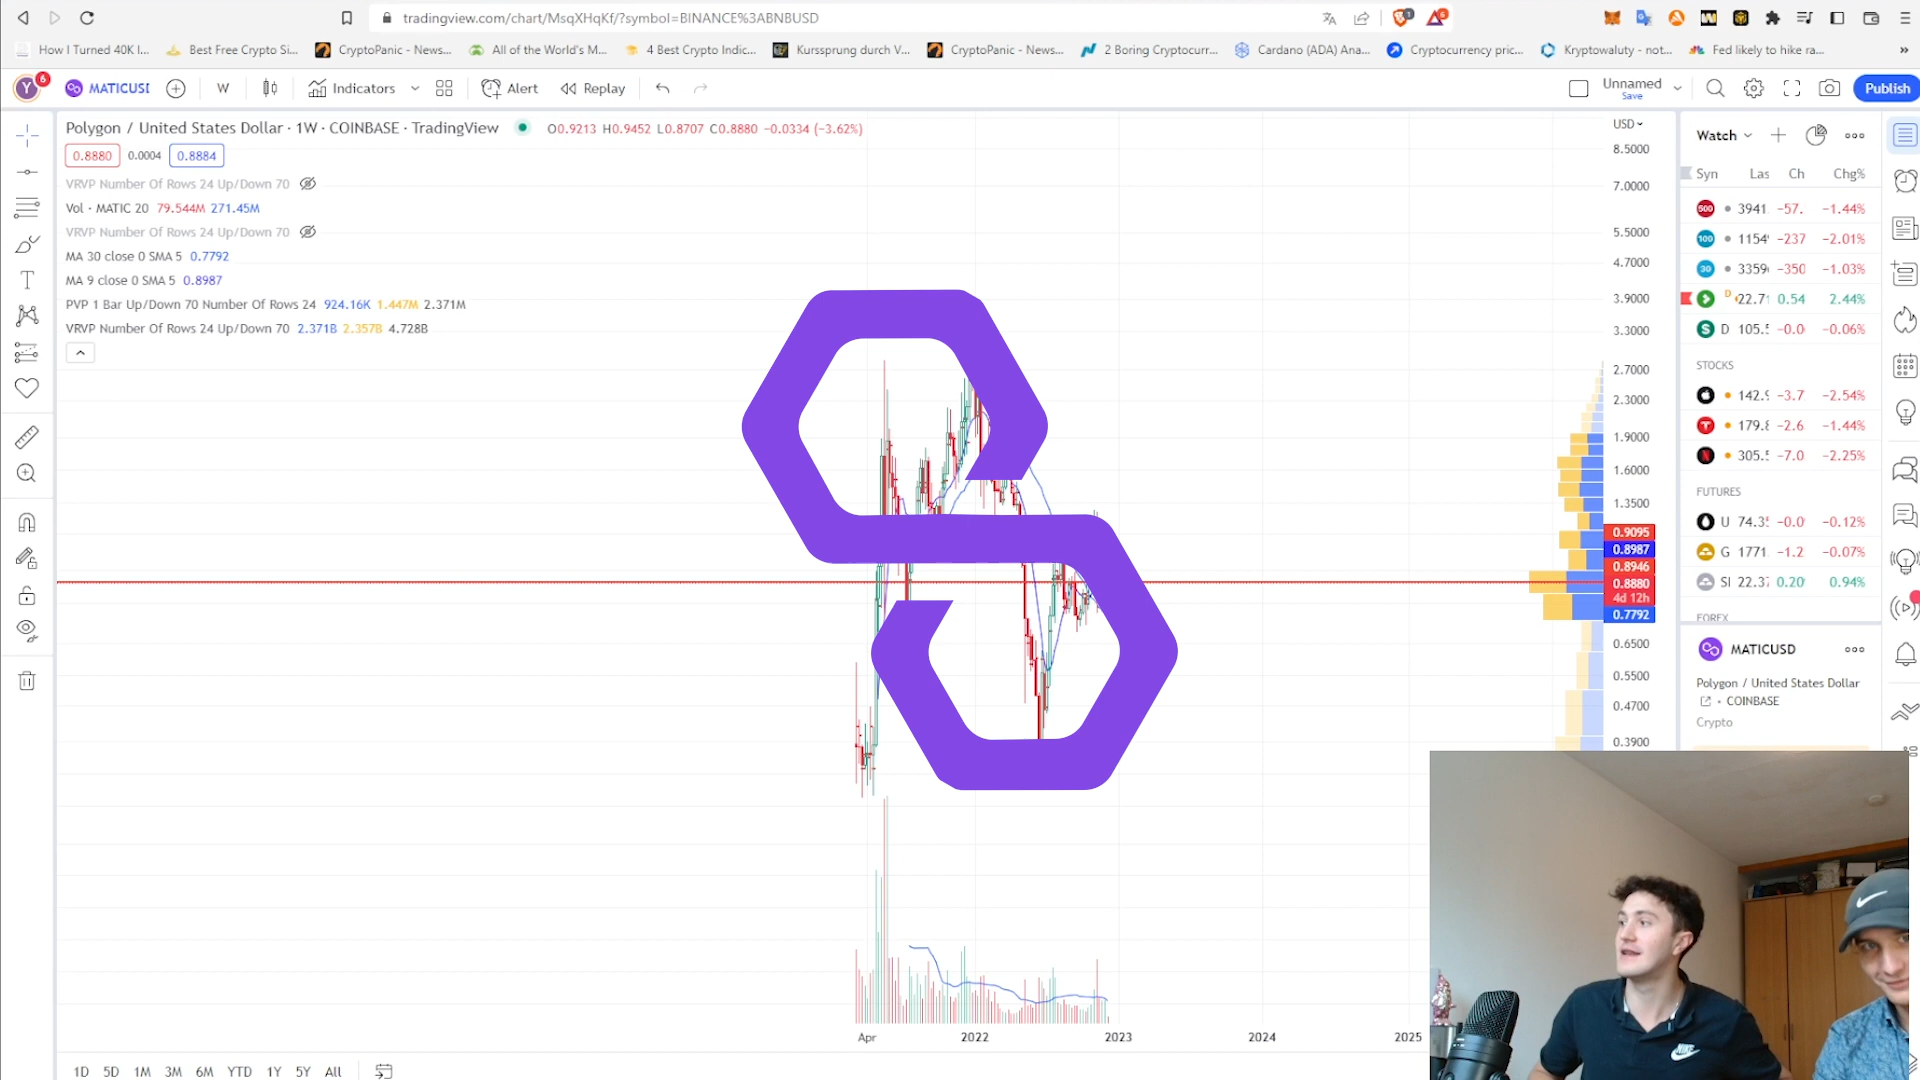 tradingview.com/chart/MsqXHqKf/?symbol=BINANCE%3ABNBUSD
How I Turned 40K I...
Best Free Crypto Si...
CryptoPanic - News...
All of the World's M...
4 Best Crypto Indic...
Kurssprung durch V...
CryptoPanic - News...
2 Boring Cryptocurr...
Cardano (ADA) Ana...
Cryptocurrency pric...
Kryptowaluty - not...
Fed likely to hike ra...
Y 6
MATICUSI
W
Indicators
Alert
Replay
Unnamed
Save
Publish
Polygon / United States Dollar · 1W · COINBASE · TradingView
O0.9213 H0.9452 L0.8707 C0.8880 −0.0334 (−3.62%)
0.8880 0.0004 0.8884
VRVP Number Of Rows 24 Up/Down 70
Vol · MATIC 20 79.544M 271.45M
VRVP Number Of Rows 24 Up/Down 70
MA 30 close 0 SMA 5 0.7792
MA 9 close 0 SMA 5 0.8987
PVP 1 Bar Up/Down 70 Number Of Rows 24 924.16K 1.447M 2.371M
VRVP Number Of Rows 24 Up/Down 70 2.371B 2.357B 4.728B
USD
8.5000
7.0000
5.5000
4.7000
3.9000
3.3000
2.7000
2.3000
1.9000
1.6000
1.3500
0.9095
0.8987
0.8946
0.8880
4d 12h
0.7792
0.6500
0.5500
0.4700
0.3900
Watch
Syn Las Ch Chg%
500 3941. −57. −1.44%
100 1154 −237 −2.01%
30 3359 −350 −1.03%
D 22.7 0.54 2.44%
D 105.5 −0.0 −0.06%
STOCKS
142.9 −3.7 −2.54%
179.8 −2.6 −1.44%
305.5 −7.0 −2.25%
FUTURES
U 74.3 −0.0 −0.12%
G 1771. −1.2 −0.07%
SI 22.37 0.20 0.94%
FOREX
MATICUSD
Polygon / United States Dollar
COINBASE
Crypto
Apr
2022
2023
2024
2025
1D 5D 1M 3M 6M YTD 1Y 5Y All